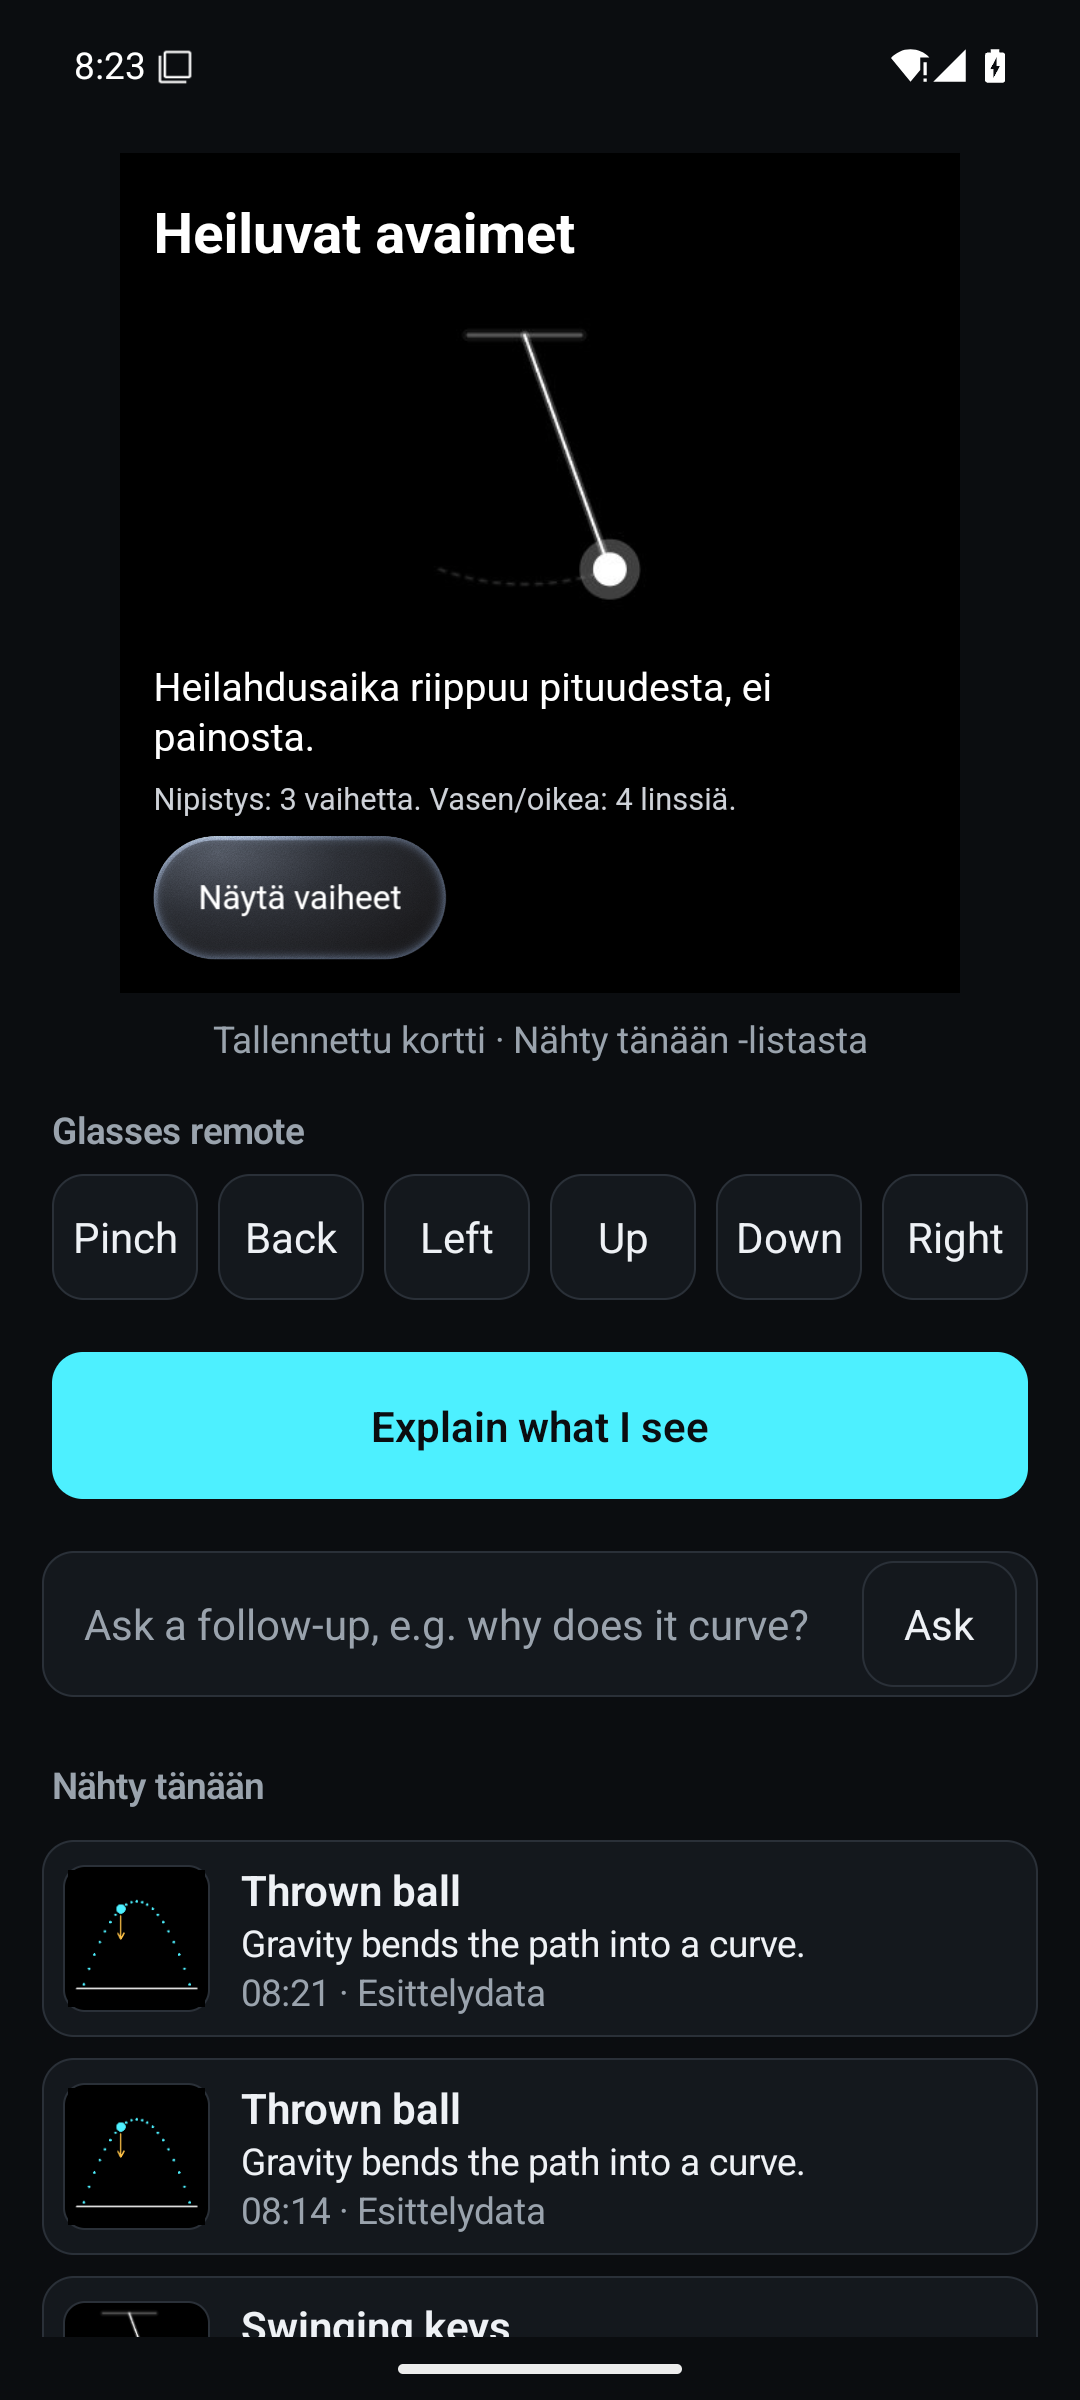 8:23
Heiluvat avaimet
Heilahdusaika riippuu pituudesta, ei
painosta.
Nipistys: 3 vaihetta. Vasen/oikea: 4 linssiä.
Näytä vaiheet
Tallennettu kortti · Nähty tänään -listasta
Glasses remote
Pinch Back Left Up Down Right
Explain what I see
Ask a follow-up, e.g. why does it curve? Ask
Nähty tänään
Thrown ball
Gravity bends the path into a curve.
08:21 · Esittelydata
Thrown ball
Gravity bends the path into a curve.
08:14 · Esittelydata
Swinging keys